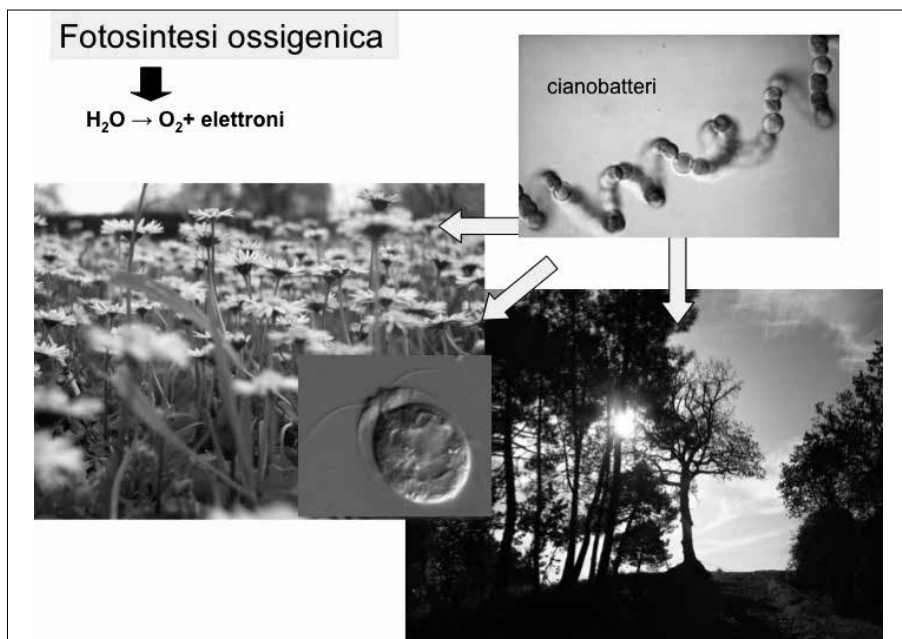 Fotosintesi ossigenica
H₂O → O₂+ elettroni
cianobatteri